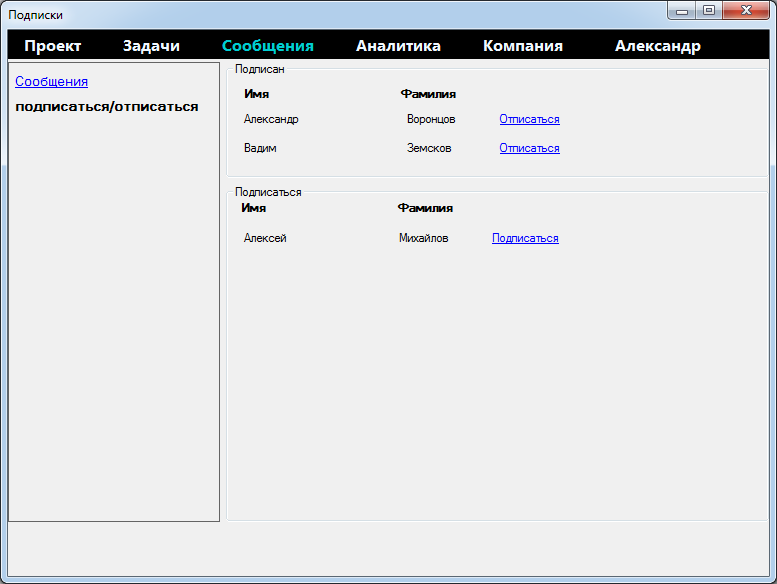 Подписки
Проект Задачи Сообщения Аналитика Компания Александр
Сообщения
подписаться/отписаться
Подписан
Имя Фамилия
Александр Воронцов Отписаться
Вадим Земсков Отписаться
Подписаться
Имя Фамилия
Алексей Михайлов Подписаться